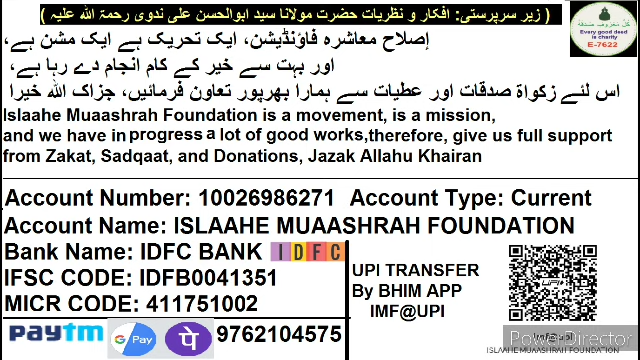 ( زیر سرپرستی: افکار و نظریات حضرت مولانا سید ابوالحسن علی ندوی رحمۃ اللہ علیہ )
كل معروف صدقة
Every good deed
is charity
E-7622
إصلاح معاشرہ فاؤنڈیشن، ایک تحریک ہے ایک مشن ہے،
اور بہت سے خیر کے کام انجام دے رہا ہے،
اس لئے زکواۃ صدقات اور عطیات سے ہمارا بھرپور تعاون فرمائیں، جزاک اللہ خیرا
Islaahe Muaashrah Foundation is a movement, is a mission,
and we have in progress a lot of good works,therefore, give us full support
from Zakat, Sadqaat, and Donations, Jazak Allahu Khairan
Account Number: 10026986271 Account Type: Current
Account Name: ISLAAHE MUAASHRAH FOUNDATION
Bank Name: IDFC BANK IDFC
IFSC CODE: IDFB0041351
MICR CODE: 411751002
UPI TRANSFER
By BHIM APP
IMF@UPI
paytm G Pay पे 9762104575
PowerDirector
ISLAAHE MUAASHRAH FOUNDATION